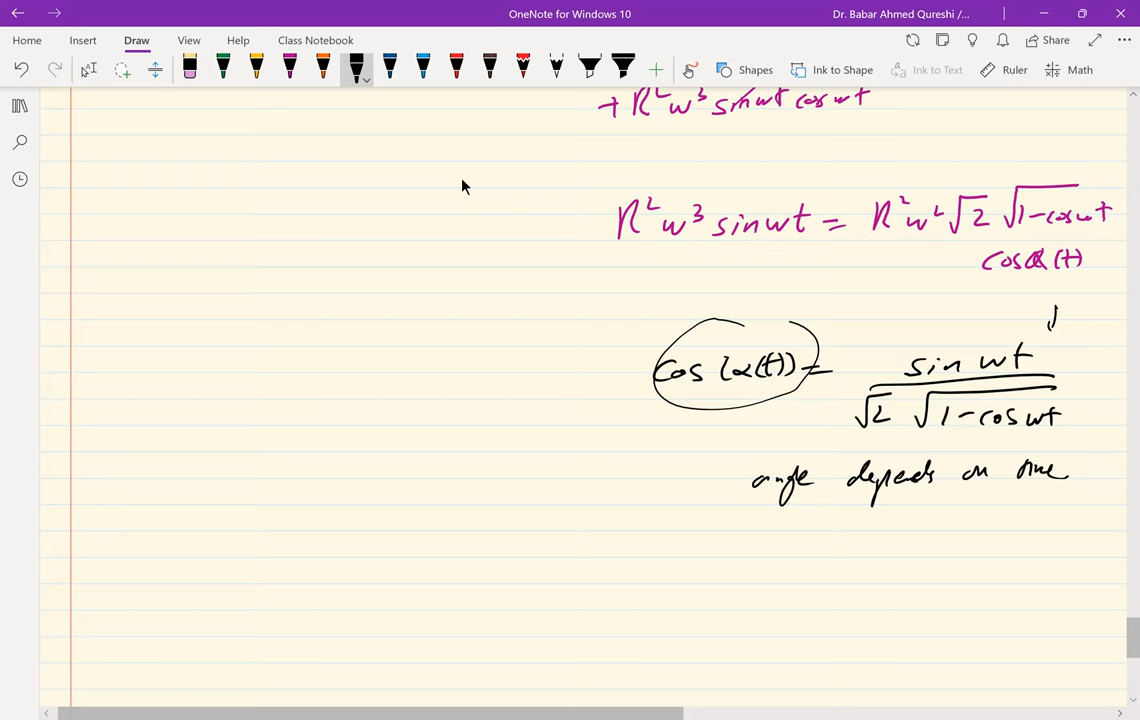 OneNote for Windows 10
Dr. Babar Ahmed Qureshi /...
Home Insert Draw View Help Class Notebook
Share
Shapes Ink to Shape Ink to Text Ruler Math
+ R²w³ sinwt coswt
R²w³ sinwt = R²w²√2 √1-coswt
cosα(t)
cos(α(t)) = sin wt
√2 √1-coswt
angle depends on time